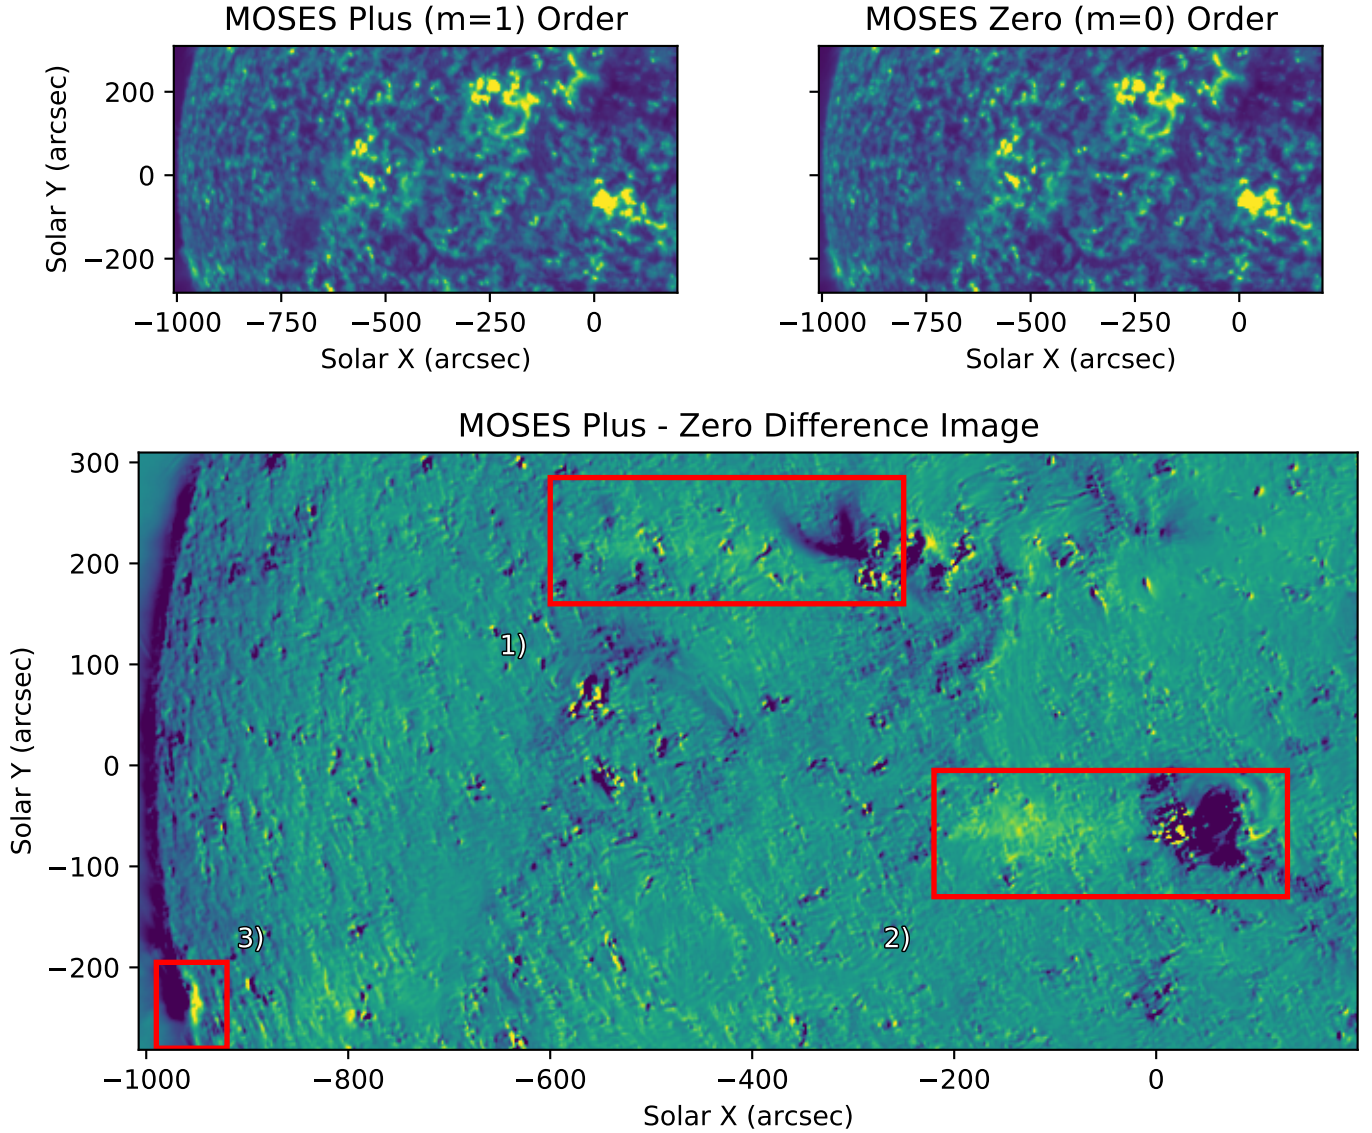 MOSES Plus (m=1) Order
MOSES Zero (m=0) Order
Solar Y (arcsec)
200
0
−200
−1000 −750 −500 −250 0
−1000 −750 −500 −250 0
Solar X (arcsec)
Solar X (arcsec)
MOSES Plus - Zero Difference Image
Solar Y (arcsec)
300
200
100
0
−100
−200
1)
2)
3)
−1000 −800 −600 −400 −200 0
Solar X (arcsec)